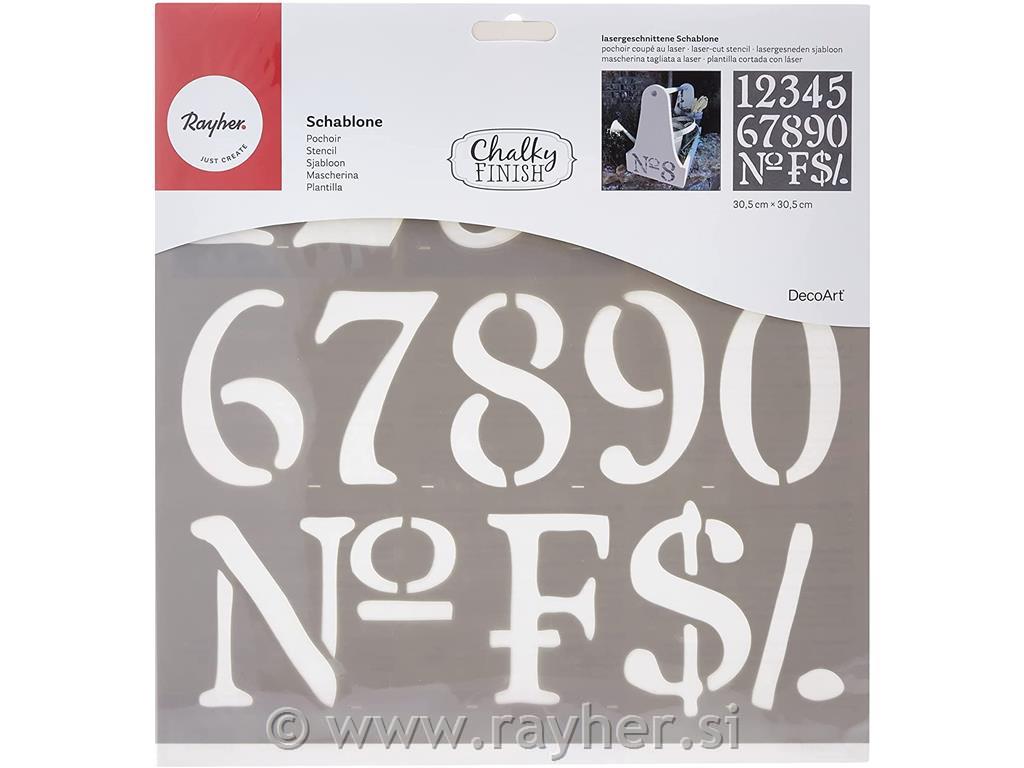 lasergeschnittene Schablone
pochoir coupé au laser · laser-cut stencil · lasergesneden sjabloon
mascherina tagliata a laser · plantilla cortada con láser
Rayher.
JUST CREATE
Schablone
Pochoir
Stencil
Sjabloon
Mascherina
Plantilla
Chalky
FINISH
Nº8
12345
67890
Nº₣$/.
30,5 cm × 30,5 cm
DecoArt
67890
Nº₣$/.
© www.rayher.si